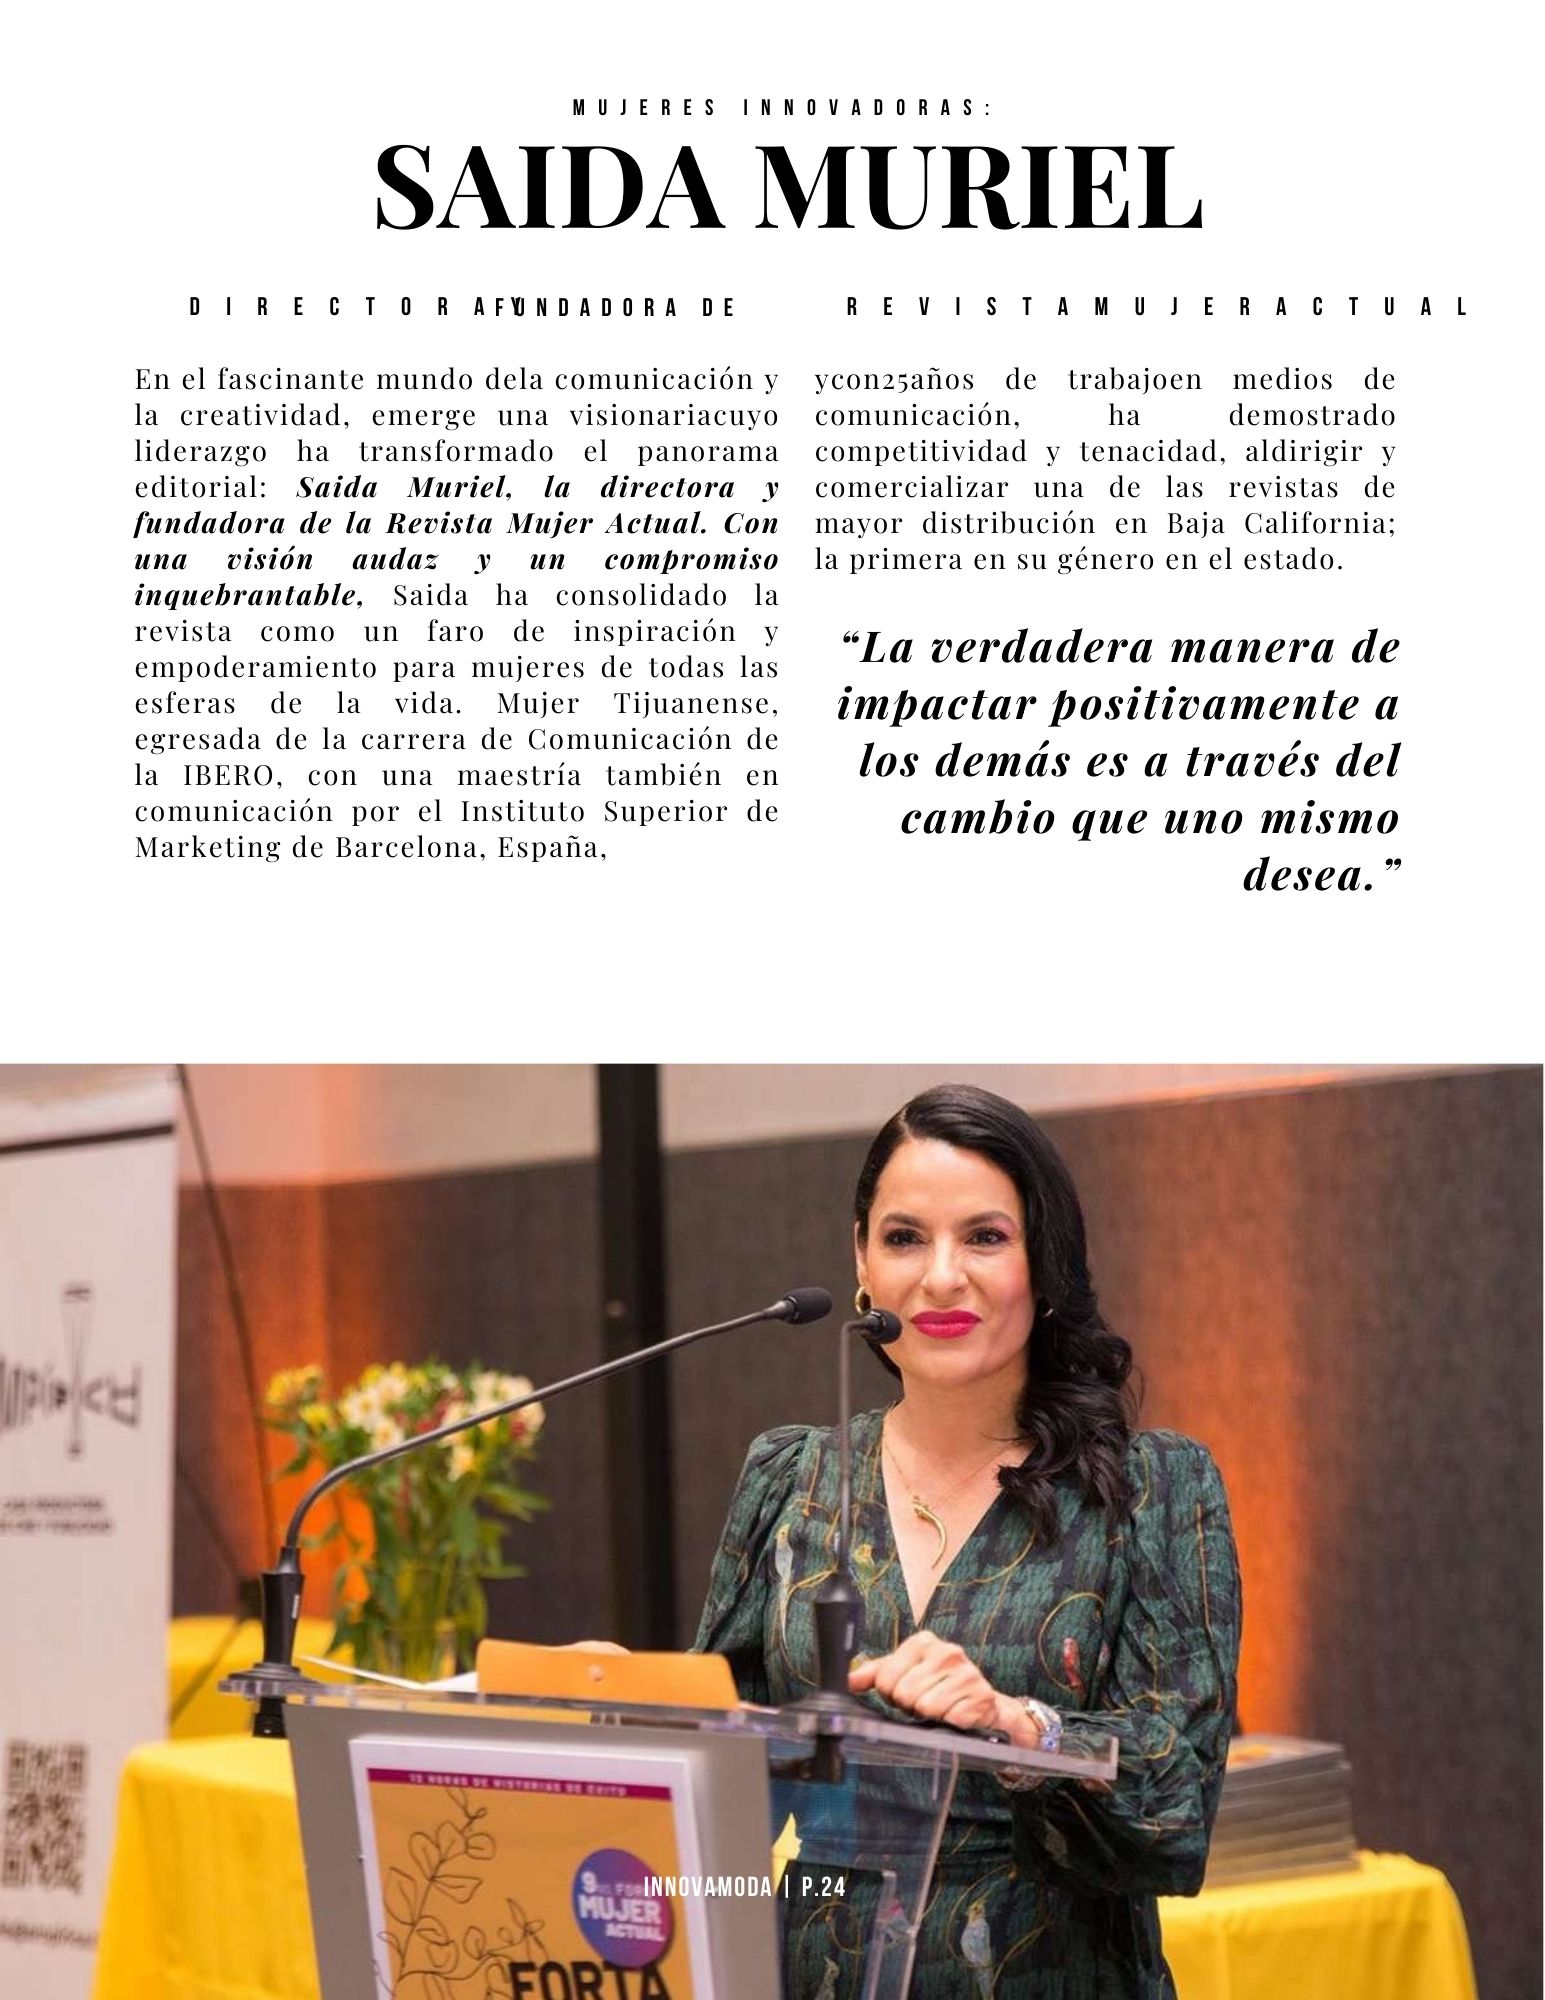 MUJERES INNOVADORAS:
SAIDA MURIEL
DIRECTORA Y FUNDADORA DE REVISTAMUJERACTUAL
En el fascinante mundo dela comunicación y
la creatividad, emerge una visionariacuyo
liderazgo ha transformado el panorama
editorial: Saida Muriel, la directora y
fundadora de la Revista Mujer Actual. Con
una visión audaz y un compromiso
inquebrantable, Saida ha consolidado la
revista como un faro de inspiración y
empoderamiento para mujeres de todas las
esferas de la vida. Mujer Tijuanense,
egresada de la carrera de Comunicación de
la IBERO, con una maestría también en
comunicación por el Instituto Superior de
Marketing de Barcelona, España,
ycon25años de trabajoen medios de
comunicación, ha demostrado
competitividad y tenacidad, aldirigir y
comercializar una de las revistas de
mayor distribución en Baja California;
la primera en su género en el estado.
“La verdadera manera de
impactar positivamente a
los demás es a través del
cambio que uno mismo
desea.”
12 HORAS DE HISTORIAS DE ÉXITO
9
MUJER
ACTUAL
FORTA
INNOVAMODA | P.24